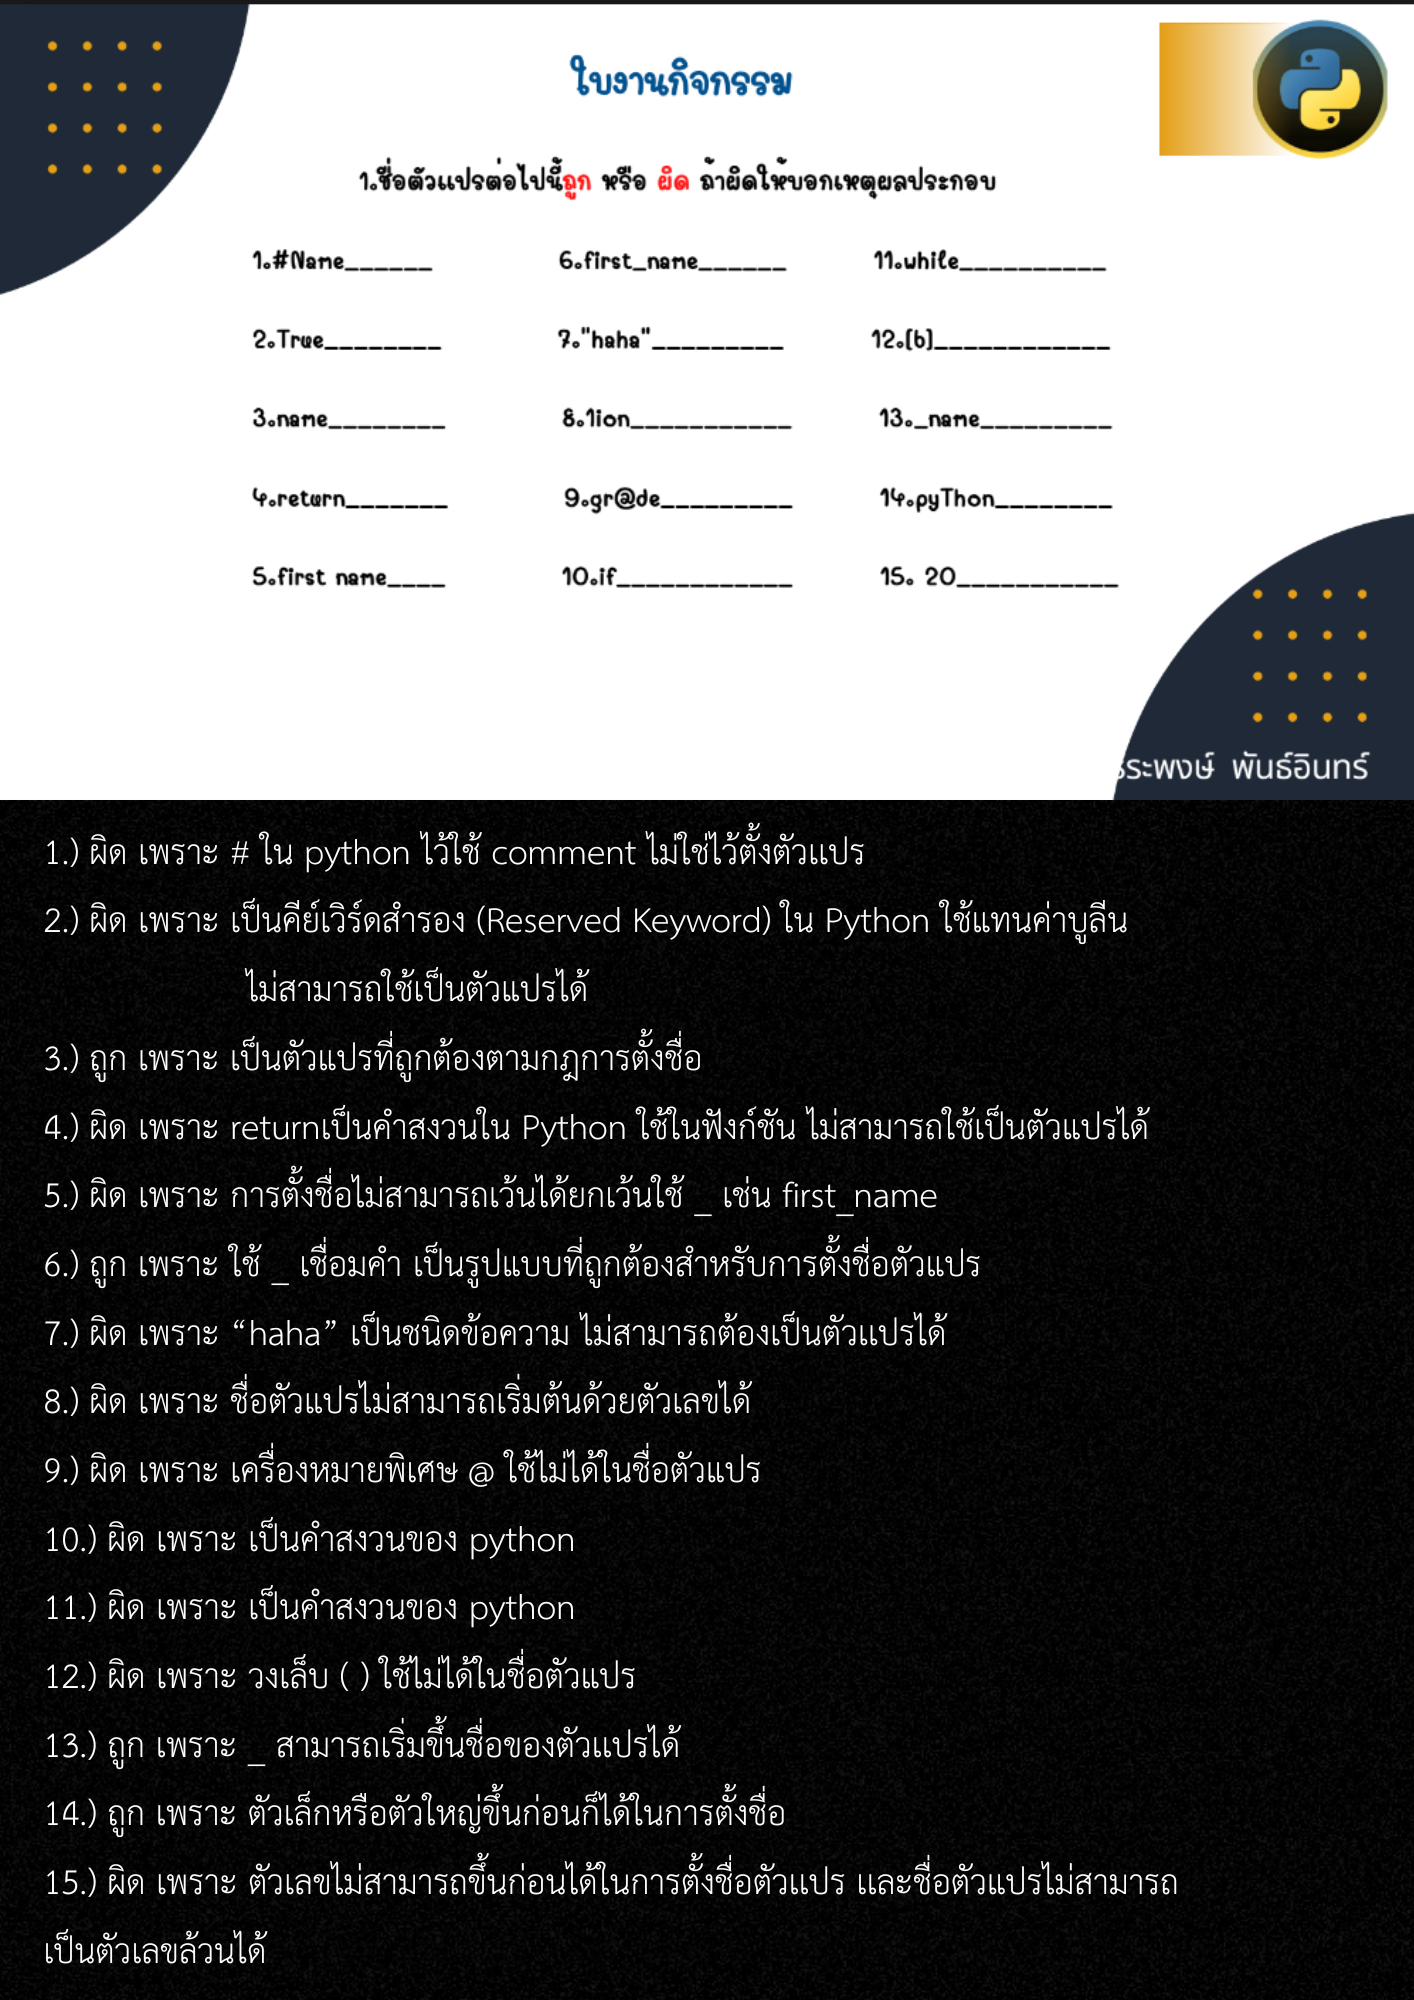 ใบงานกิจกรรม
1.ชื่อตัวแปรต่อไปนี้ถูก หรือ ผิด ถ้าผิดให้บอกเหตุผลประกอบ
1.#Name______
2.True________
3.name________
4.return_______
5.first name____
6.first_name______
7."haha"_________
8.1ion___________
9.gr@de_________
10.if____________
11.while__________
12.(b)____________
13._name_________
14.pyThon________
15. 20___________
ระพงษ์ พันธ์อินทร์
1.) ผิด เพราะ # ใน python ไว้ใช้ comment ไม่ใช่ไว้ตั้งตัวแปร
2.) ผิด เพราะ เป็นคีย์เวิร์ดสำรอง (Reserved Keyword) ใน Python ใช้แทนค่าบูลีน
ไม่สามารถใช้เป็นตัวแปรได้
3.) ถูก เพราะ เป็นตัวแปรที่ถูกต้องตามกฎการตั้งชื่อ
4.) ผิด เพราะ returnเป็นคำสงวนใน Python ใช้ในฟังก์ชัน ไม่สามารถใช้เป็นตัวแปรได้
5.) ผิด เพราะ การตั้งชื่อไม่สามารถเว้นได้ยกเว้นใช้ _ เช่น first_name
6.) ถูก เพราะ ใช้ _ เชื่อมคำ เป็นรูปแบบที่ถูกต้องสำหรับการตั้งชื่อตัวแปร
7.) ผิด เพราะ “haha” เป็นชนิดข้อความ ไม่สามารถต้องเป็นตัวแปรได้
8.) ผิด เพราะ ชื่อตัวแปรไม่สามารถเริ่มต้นด้วยตัวเลขได้
9.) ผิด เพราะ เครื่องหมายพิเศษ @ ใช้ไม่ได้ในชื่อตัวแปร
10.) ผิด เพราะ เป็นคำสงวนของ python
11.) ผิด เพราะ เป็นคำสงวนของ python
12.) ผิด เพราะ วงเล็บ ( ) ใช้ไม่ได้ในชื่อตัวแปร
13.) ถูก เพราะ _ สามารถเริ่มขึ้นชื่อของตัวแปรได้
14.) ถูก เพราะ ตัวเล็กหรือตัวใหญ่ขึ้นก่อนก็ได้ในการตั้งชื่อ
15.) ผิด เพราะ ตัวเลขไม่สามารถขึ้นก่อนได้ในการตั้งชื่อตัวแปร และชื่อตัวแปรไม่สามารถ
เป็นตัวเลขล้วนได้